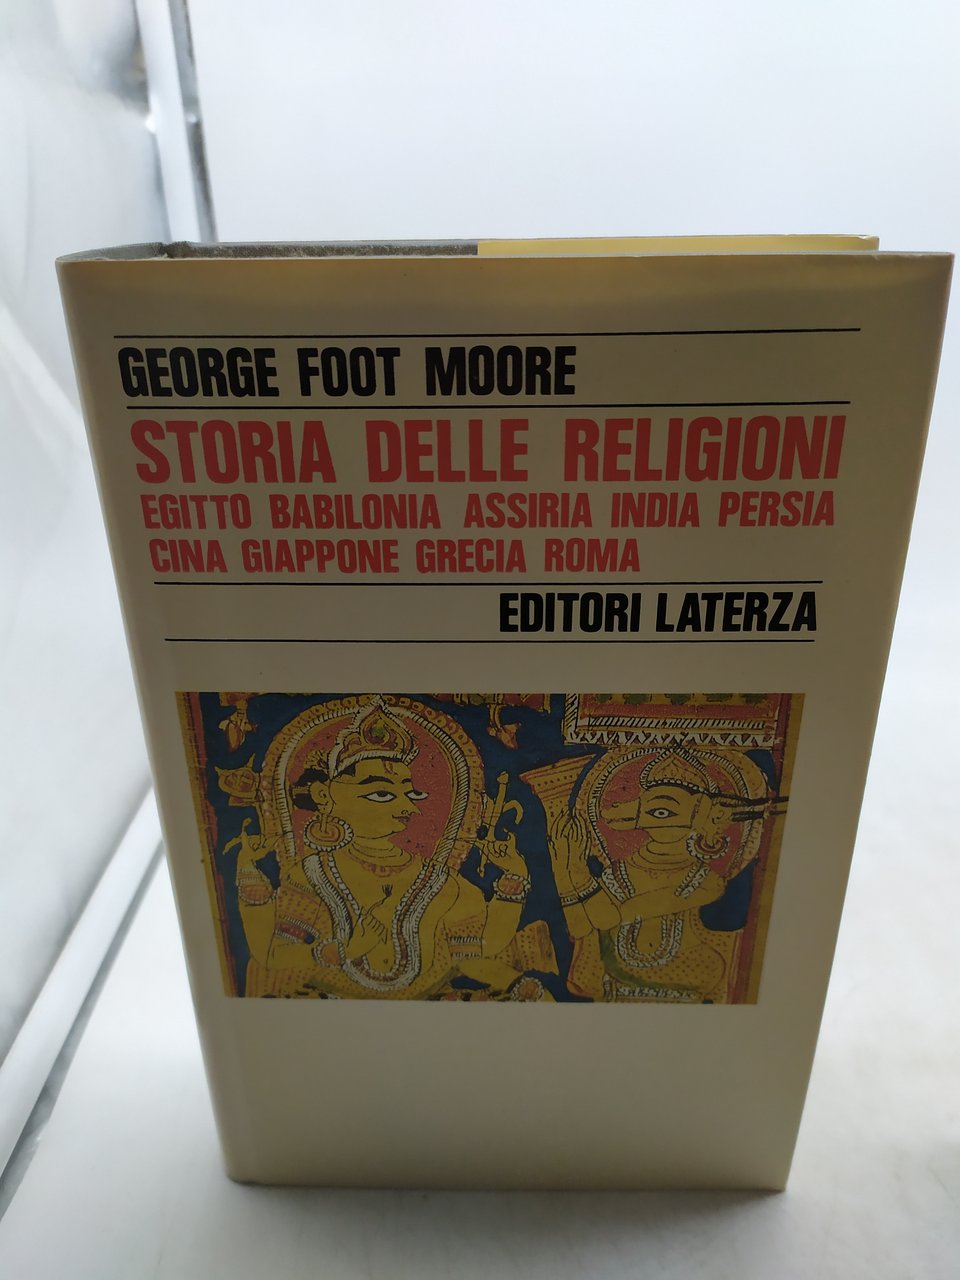 GEORGE FOOT MOORE
STORIA DELLE RELIGIONI
EGITTO BABILONIA ASSIRIA INDIA PERSIA
CINA GIAPPONE GRECIA ROMA
EDITORI LATERZA